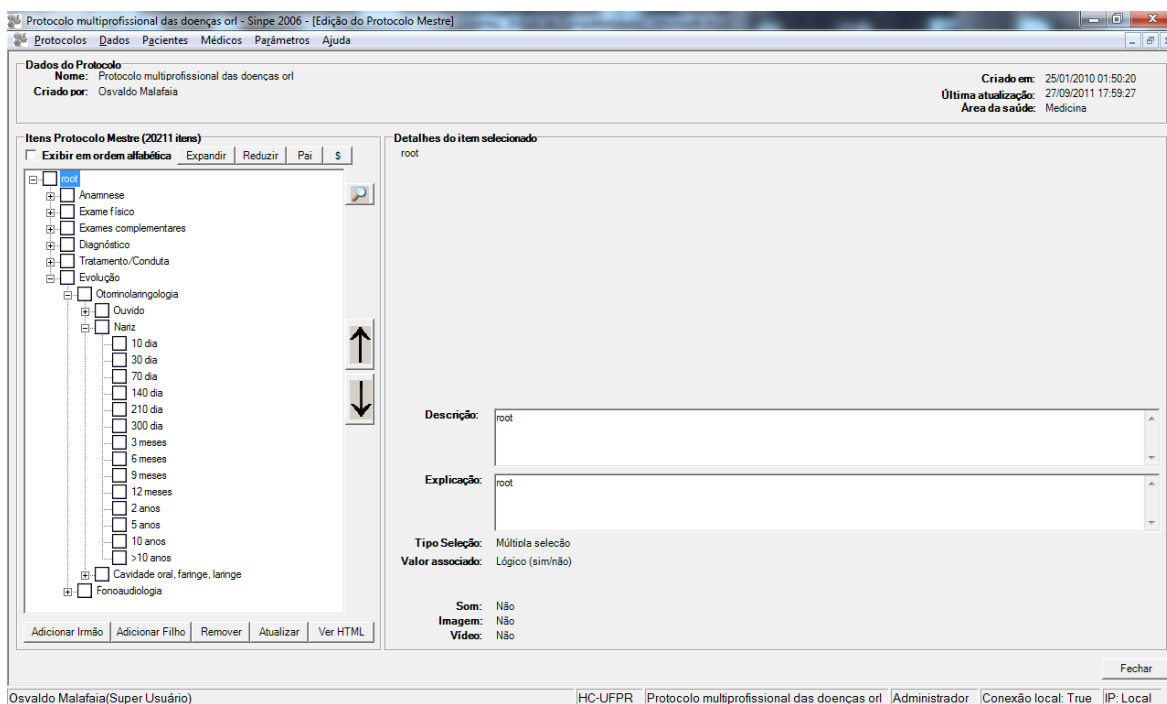 Protocolo multiprofissional das doenças orl - Sinpe 2006 - [Edição do Protocolo Mestre]
Protocolos Dados Pacientes Médicos Parâmetros Ajuda
Dados do Protocolo
Nome: Protocolo multiprofissional das doenças orl
Criado por: Osvaldo Malafaia
Criado em: 25/01/2010 01:50:20
Última atualização: 27/09/2011 17:59:27
Área da saúde: Medicina
Itens Protocolo Mestre (20211 itens)
Exibir em ordem alfabética Expandir Reduzir Pai $
root
Anamnese
Exame físico
Exames complementares
Diagnóstico
Tratamento/Conduta
Evolução
Otorrinolaringologia
Ouvido
Nariz
10 dia
30 dia
70 dia
140 dia
210 dia
300 dia
3 meses
6 meses
9 meses
12 meses
2 anos
5 anos
10 anos
>10 anos
Cavidade oral, faringe, laringe
Fonoaudiologia
Adicionar Irmão Adicionar Filho Remover Atualizar Ver HTML
Detalhes do item selecionado
root
Descrição: root
Explicação: root
Tipo Seleção: Múltipla seleção
Valor associado: Lógico (sim/não)
Som: Não
Imagem: Não
Vídeo: Não
Fechar
Osvaldo Malafaia(Super Usuário) HC-UFPR Protocolo multiprofissional das doenças orl Administrador Conexão local: True IP: Local